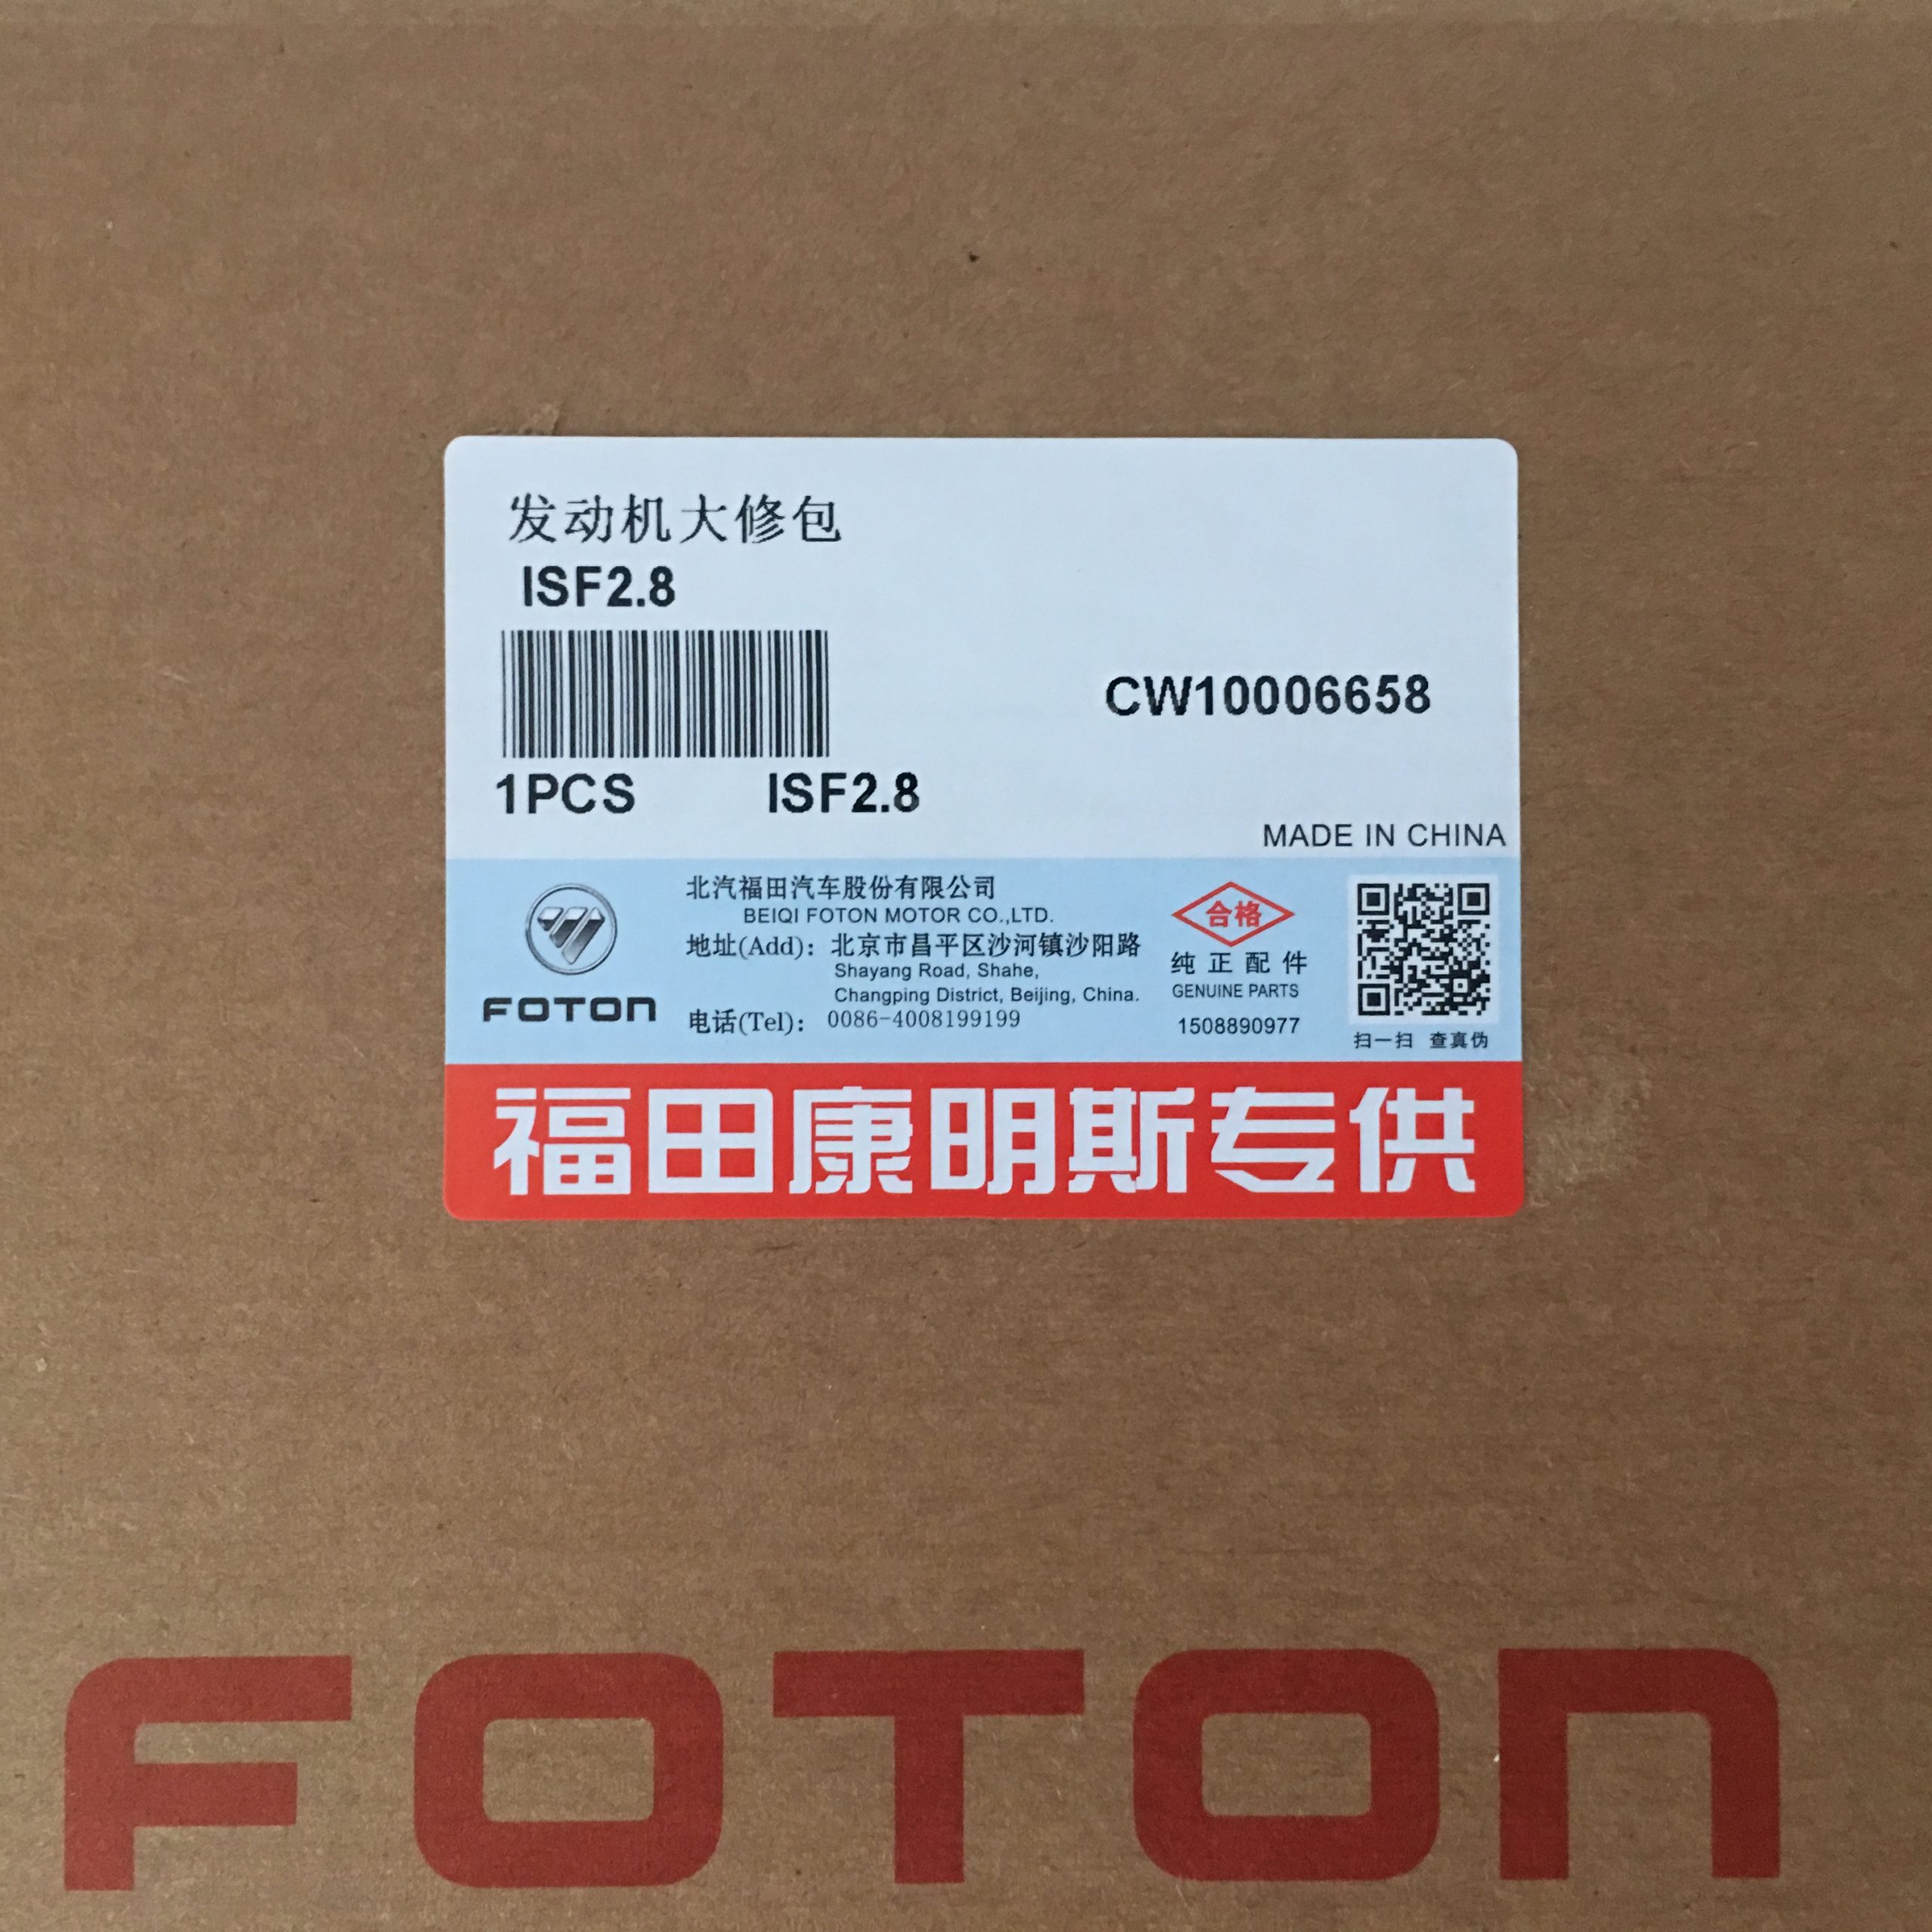 发动机大修包
ISF2.8
CW10006658
1PCS ISF2.8
MADE IN CHINA
北汽福田汽车股份有限公司
BEIQI FOTON MOTOR CO.,LTD.
地址(Add): 北京市昌平区沙河镇沙阳路
Shayang Road, Shahe,
Changping District, Beijing, China.
电话(Tel): 0086-4008199199
FOTON
合格
纯正配件
GENUINE PARTS
1508890977
扫一扫 查真伪
福田康明斯专供
FOTON